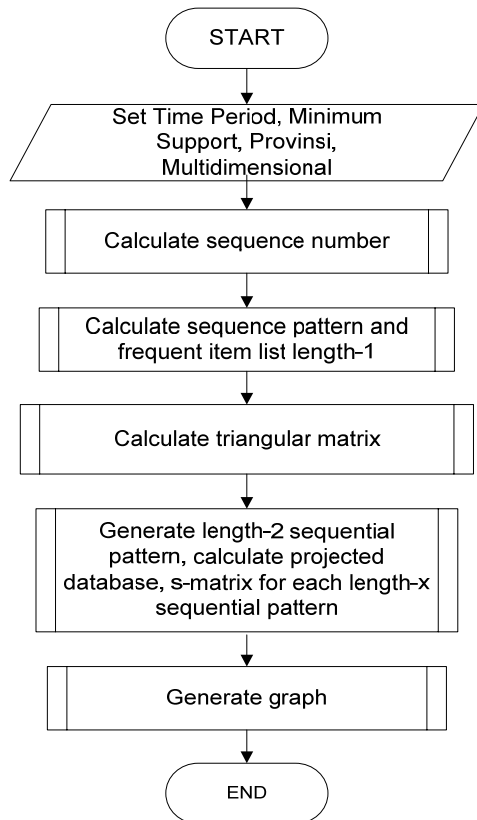 START
Set Time Period, Minimum
Support, Provinsi,
Multidimensional
Calculate sequence number
Calculate sequence pattern and
frequent item list length-1
Calculate triangular matrix
Generate length-2 sequential
pattern, calculate projected
database, s-matrix for each length-x
sequential pattern
Generate graph
END